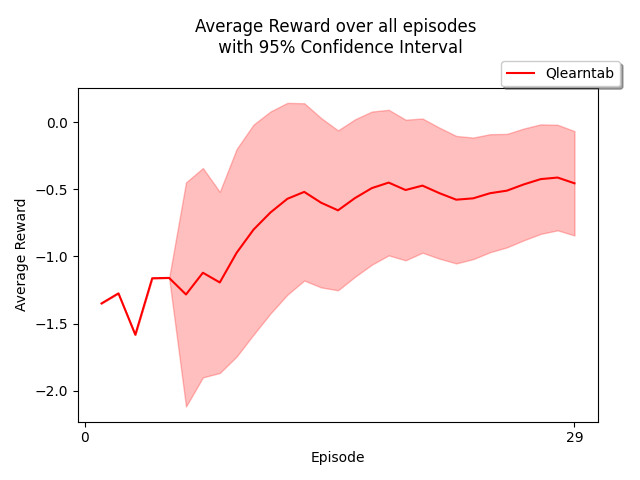 Average Reward over all episodes
with 95% Confidence Interval
Qlearntab
0.0
−0.5
−1.0
−1.5
−2.0
Average Reward
0
29
Episode